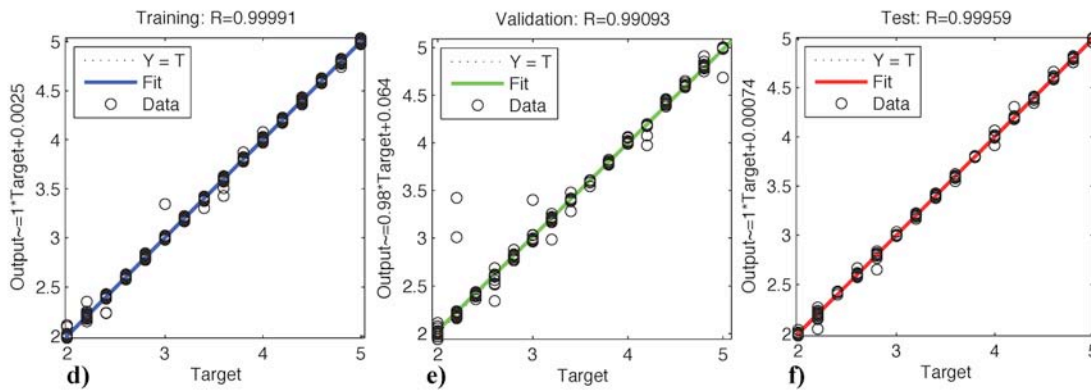 Training: R=0.99991
Output~=1*Target+0.0025
5
4.5
4
3.5
3
2.5
2
Y = T
Fit
Data
2 3 4 5
d) Target
Validation: R=0.99093
Output~=0.98*Target+0.064
5
4.5
4
3.5
3
2.5
2
Y = T
Fit
Data
2 3 4 5
e) Target
Test: R=0.99959
Output~=1*Target+0.00074
5
4.5
4
3.5
3
2.5
2
Y = T
Fit
Data
2 3 4 5
f) Target